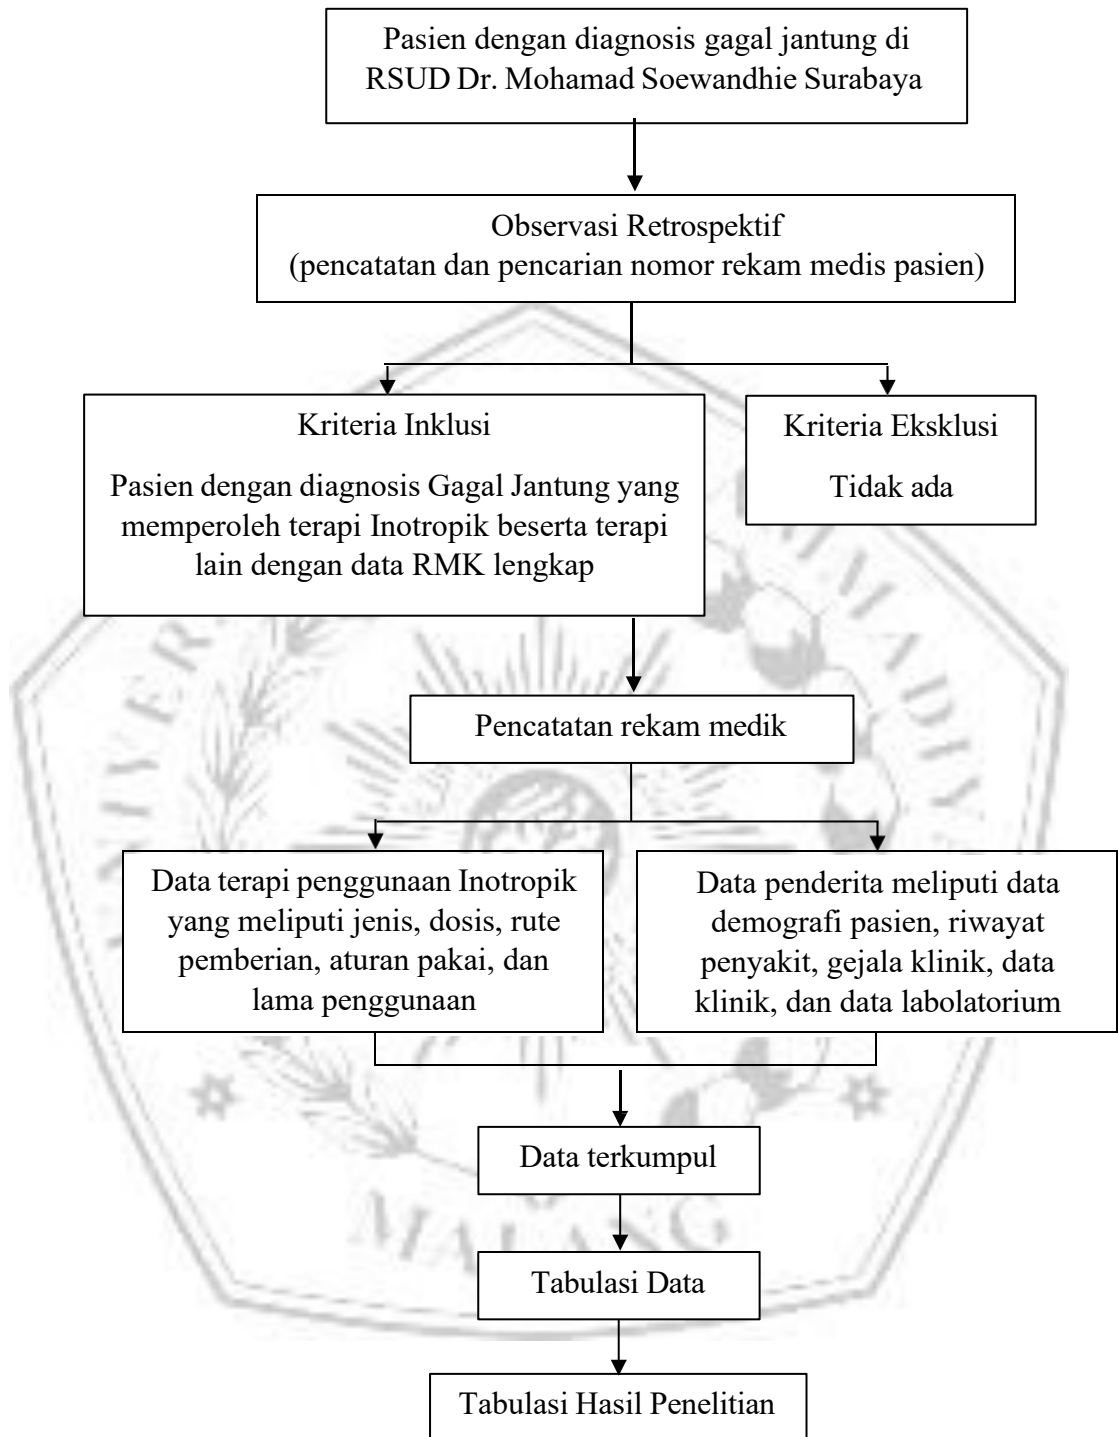 Pasien dengan diagnosis gagal jantung di
RSUD Dr. Mohamad Soewandhie Surabaya
Observasi Retrospektif
(pencatatan dan pencarian nomor rekam medis pasien)
Kriteria Inklusi
Pasien dengan diagnosis Gagal Jantung yang
memperoleh terapi Inotropik beserta terapi
lain dengan data RMK lengkap
Kriteria Eksklusi
Tidak ada
Pencatatan rekam medik
Data terapi penggunaan Inotropik
yang meliputi jenis, dosis, rute
pemberian, aturan pakai, dan
lama penggunaan
Data penderita meliputi data
demografi pasien, riwayat
penyakit, gejala klinik, data
klinik, dan data labolatorium
Data terkumpul
Tabulasi Data
Tabulasi Hasil Penelitian
MALANG